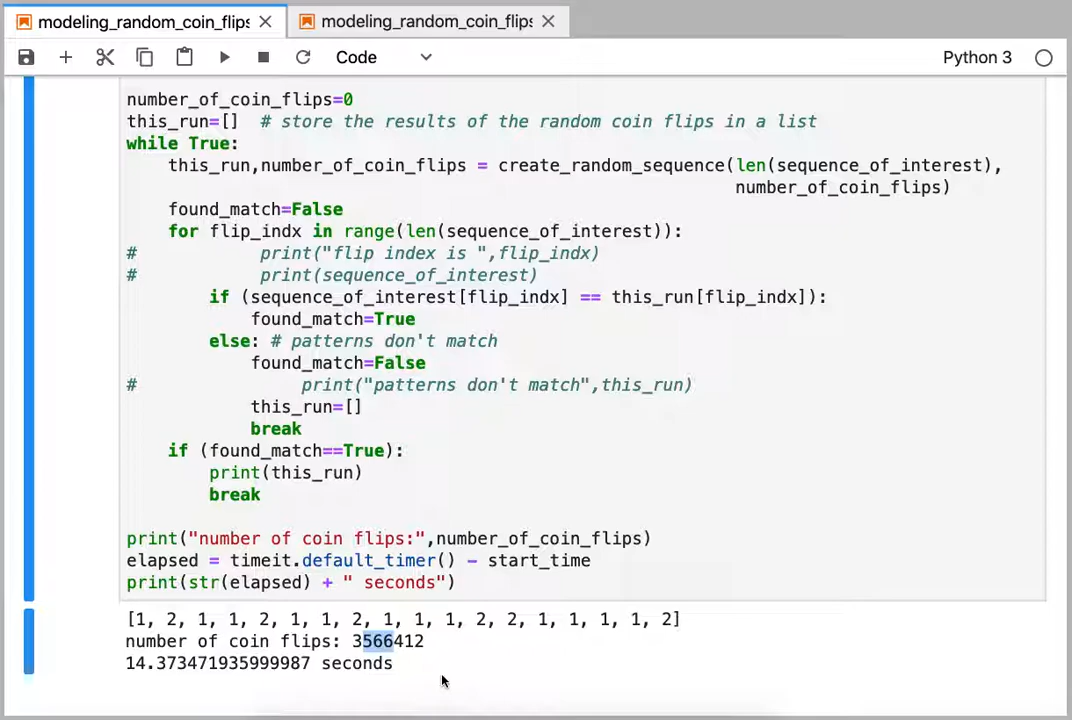 modeling_random_coin_flips
modeling_random_coin_flips
Code
Python 3
number_of_coin_flips=0
this_run=[]  # store the results of the random coin flips in a list
while True:
    this_run,number_of_coin_flips = create_random_sequence(len(sequence_of_interest),
                                                           number_of_coin_flips)
    found_match=False
    for flip_indx in range(len(sequence_of_interest)):
#            print("flip index is ",flip_indx)
#            print(sequence_of_interest)
        if (sequence_of_interest[flip_indx] == this_run[flip_indx]):
            found_match=True
        else: # patterns don't match
            found_match=False
#                print("patterns don't match",this_run)
            this_run=[]
            break
    if (found_match==True):
        print(this_run)
        break
print("number of coin flips:",number_of_coin_flips)
elapsed = timeit.default_timer() - start_time
print(str(elapsed) + " seconds")
[1, 2, 1, 1, 2, 1, 1, 2, 1, 1, 1, 2, 2, 1, 1, 1, 1, 2]
number of coin flips: 3566412
14.373471935999987 seconds